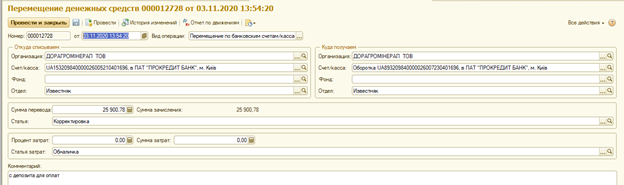 Перемещение денежных средств 000012728 от 03.11.2020 13:54:20
Провести и закрыть Провести История изменений Отчет по движениям Все действия
Номер: 000012728 от: 03.11.2020 13:54:20 Вид операции: Перемещение по банковским счетам/касса ...
Откуда списываем Куда получаем
Организация: ДОРАГРОМІНЕРАЛ ТОВ ... Организация: ДОРАГРОМІНЕРАЛ ТОВ ...
Счет/касса: в ПАТ "ПРОКРЕДИТ БАНК", м. Київ ... Счет/касса: Оборотка в ПАТ "ПРОКРЕДИТ БАНК", м. Київ ...
Фонд: ... Фонд: ...
Отдел: Известняк ... Отдел: Известняк ...
Сумма перевода: 25 900,78 Сумма зачисления: 25 900,78
Статья: Корректировка ...
Процент затрат: 0,00 Сумма затрат: 0,00
Статья затрат: Обналичка ...
Комментарий:
с депозита для оплат